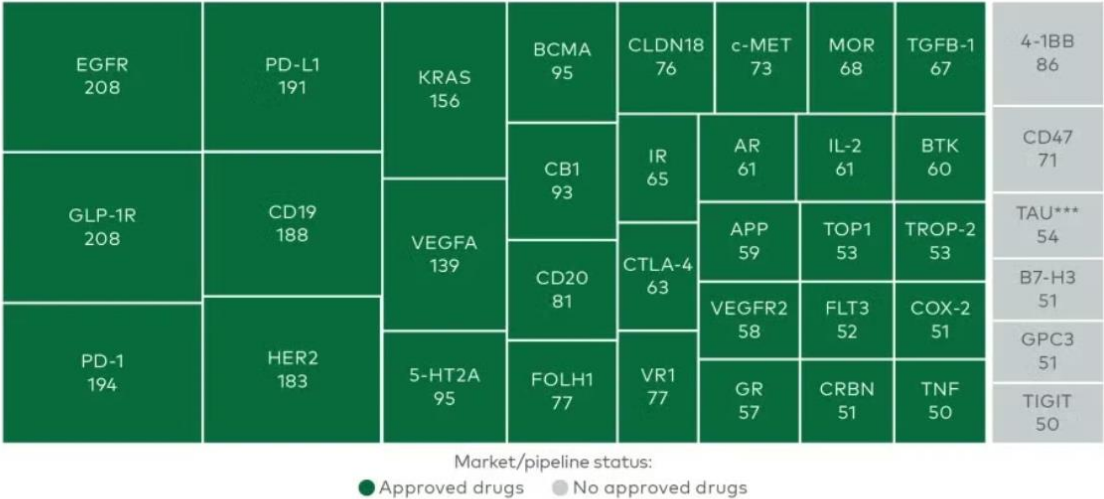 EGFR
208
GLP-1R
208
PD-1
194
PD-L1
191
CD19
188
HER2
183
KRAS
156
VEGFA
139
5-HT2A
95
BCMA
95
CB1
93
CD20
81
FOLH1
77
CLDN18
76
c-MET
73
MOR
68
TGFB-1
67
IR
65
CTLA-4
63
VR1
77
AR
61
IL-2
61
BTK
60
APP
59
TOP1
53
TROP-2
53
VEGFR2
58
FLT3
52
COX-2
51
GR
57
CRBN
51
TNF
50
4-1BB
86
CD47
71
TAU***
54
B7-H3
51
GPC3
51
TIGIT
50
Market/pipeline status:
Approved drugs No approved drugs